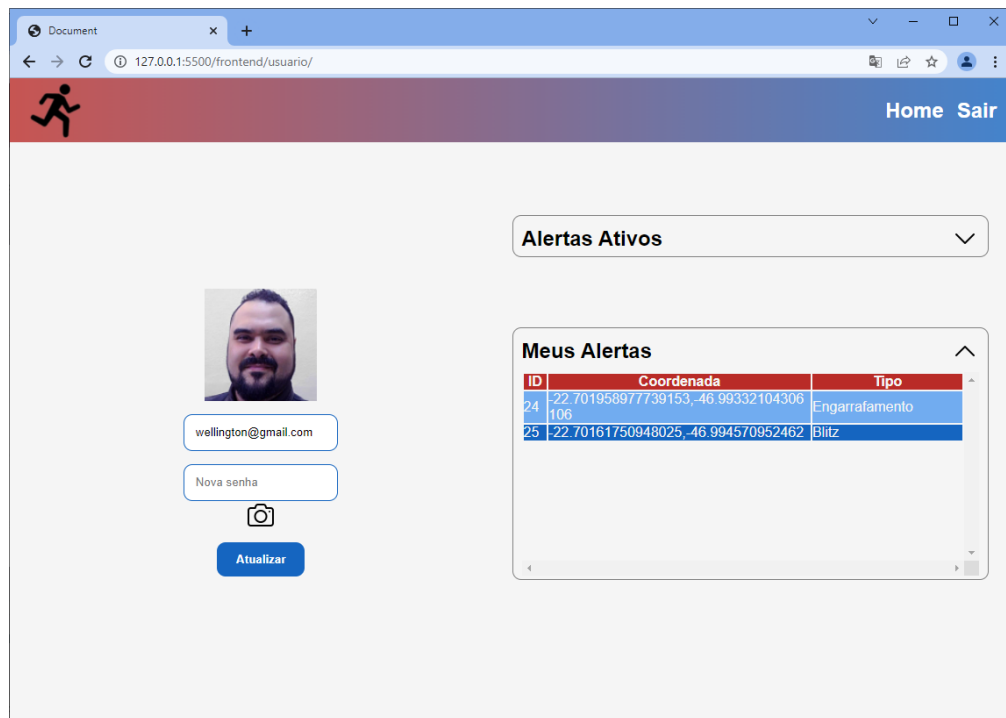 Document
127.0.0.1:5500/frontend/usuario/
Home Sair
Alertas Ativos
wellington@gmail.com
Nova senha
Atualizar
Meus Alertas
ID Coordenada Tipo
24 -22.701958977739153,-46.99332104306
106 Engarrafamento
25 -22.70161750948025,-46.994570952462 Blitz